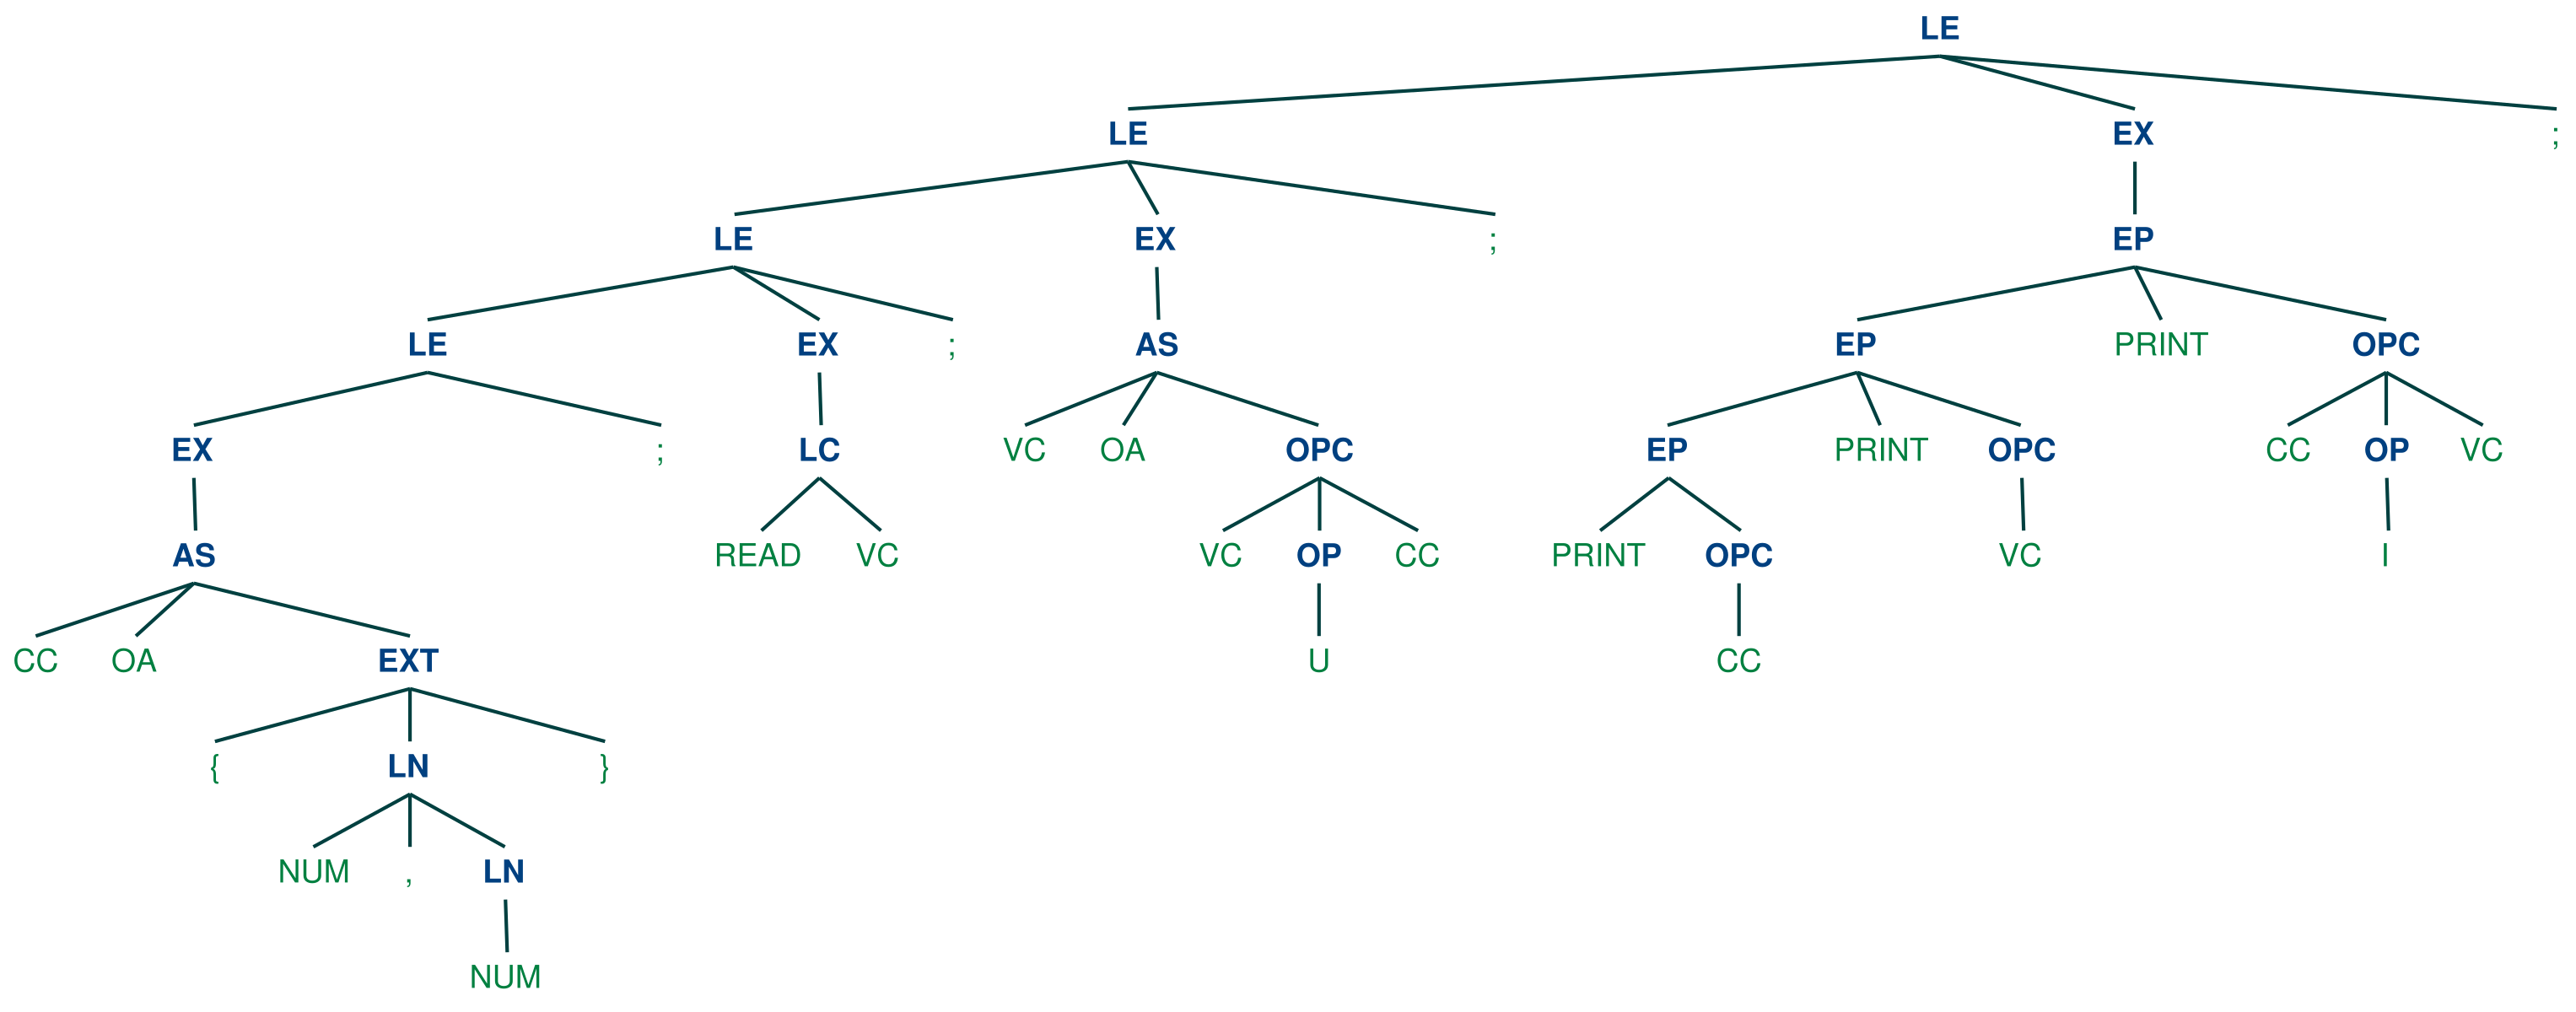 LE
LE EX ;
LE EX ; EP
LE EX ; AS EP PRINT OPC
EX ; LC VC OA OPC EP PRINT OPC CC OP VC
AS READ VC VC OP CC PRINT OPC VC I
CC OA EXT U CC
{ LN }
NUM , LN
NUM